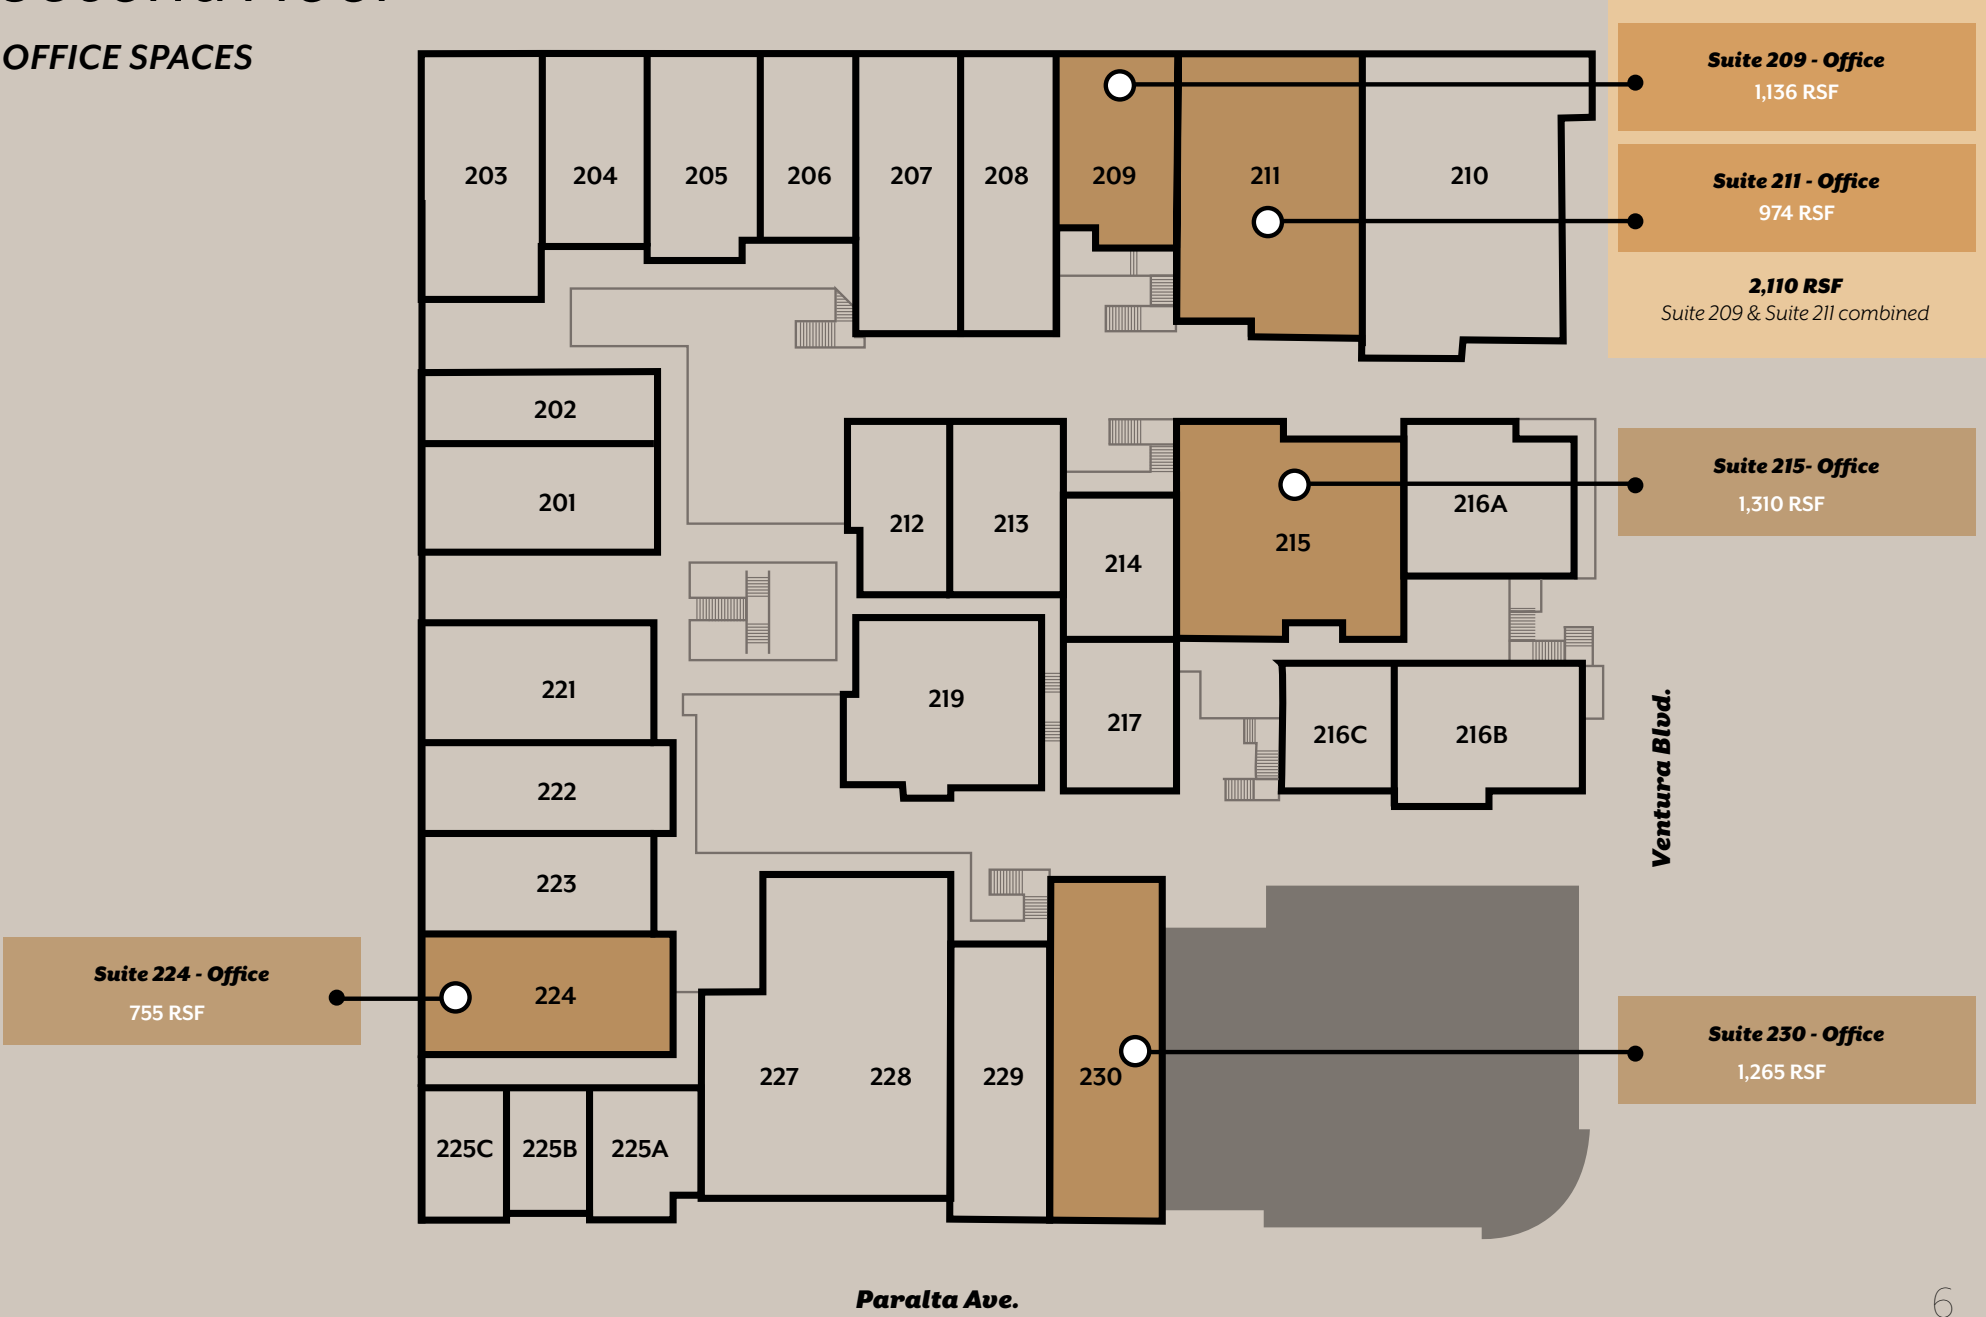 OFFICE SPACES
Suite 209 - Office
1,136 RSF
Suite 211 - Office
974 RSF
2,110 RSF
Suite 209 & Suite 211 combined
203
204
205
206
207
208
209
211
210
202
201
212
213
214
215
216A
Suite 215- Office
1,310 RSF
221
222
223
219
217
216C
216B
Ventura Blvd.
Suite 224 - Office
755 RSF
224
227
228
229
230
Suite 230 - Office
1,265 RSF
225C
225B
225A
Paralta Ave.
6